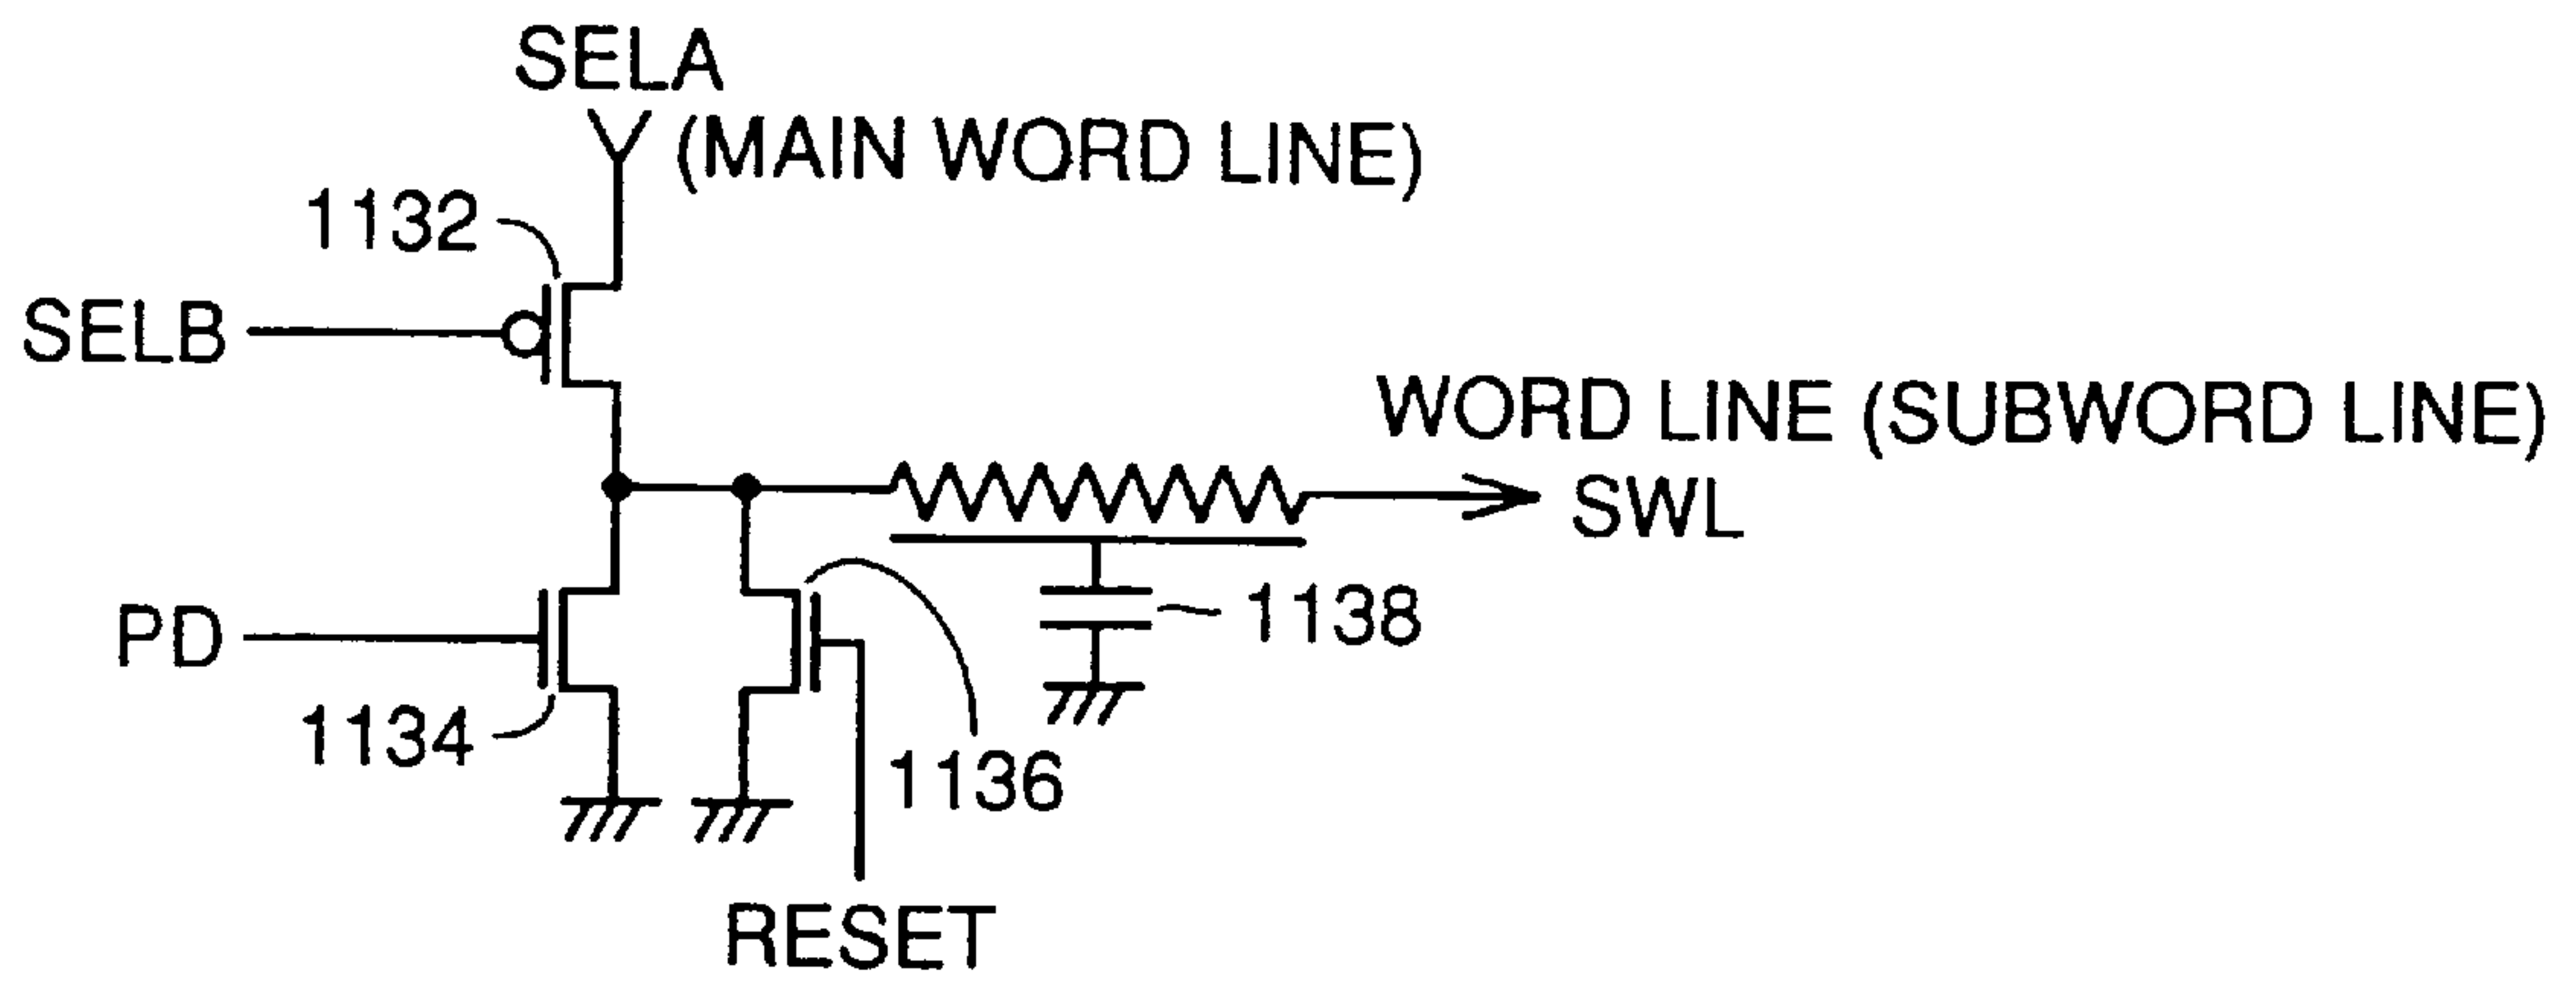 SELA
(MAIN WORD LINE)
1132
SELB
WORD LINE (SUBWORD LINE)
SWL
PD
1138
1134
1136
RESET